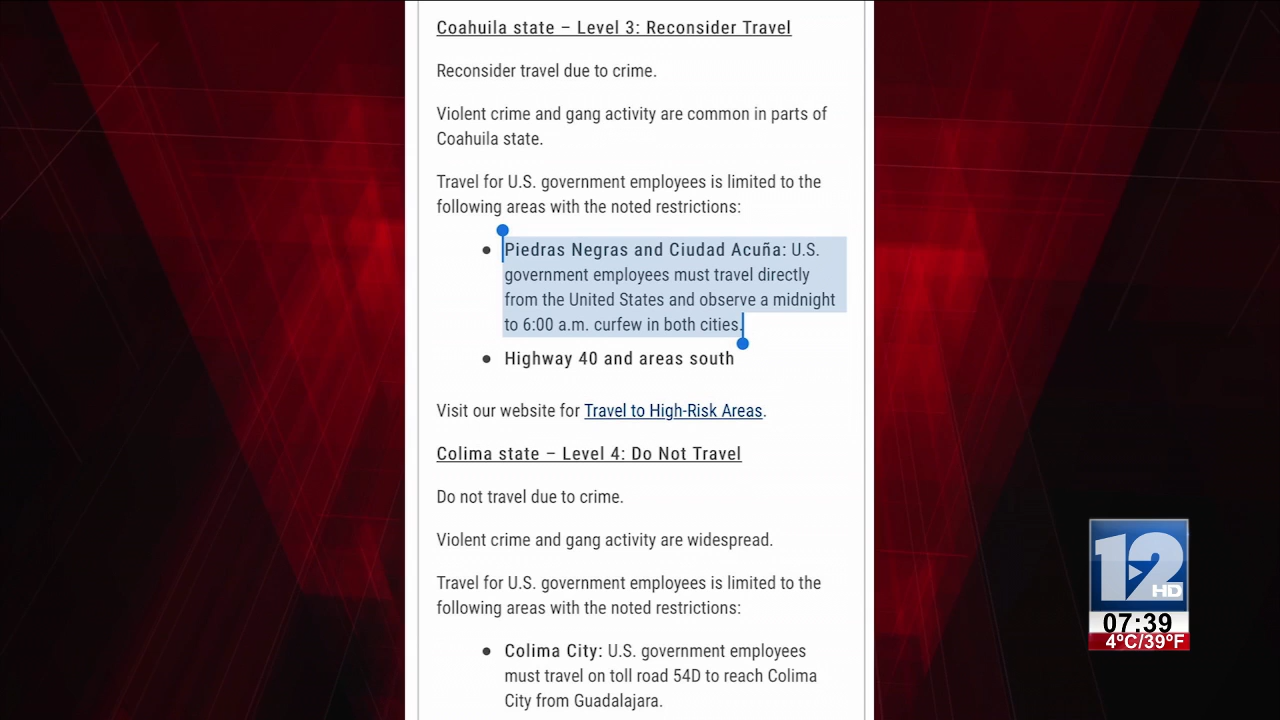 Coahuila state – Level 3: Reconsider Travel
Reconsider travel due to crime.
Violent crime and gang activity are common in parts of
Coahuila state.
Travel for U.S. government employees is limited to the
following areas with the noted restrictions:
● Piedras Negras and Ciudad Acuña: U.S.
government employees must travel directly
from the United States and observe a midnight
to 6:00 a.m. curfew in both cities.
● Highway 40 and areas south
Visit our website for Travel to High-Risk Areas.
Colima state – Level 4: Do Not Travel
Do not travel due to crime.
Violent crime and gang activity are widespread.
Travel for U.S. government employees is limited to the
following areas with the noted restrictions:
● Colima City: U.S. government employees
must travel on toll road 54D to reach Colima
City from Guadalajara.
12
HD
07:39
4ºC/39ºF